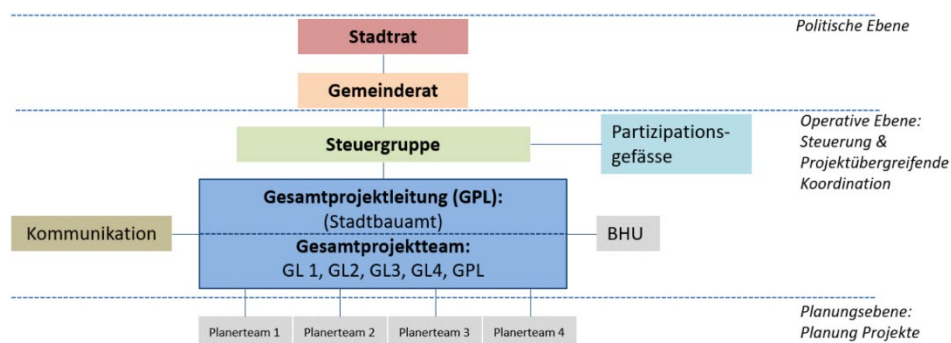 Politische Ebene
Stadtrat
Gemeinderat
Operative Ebene:
Steuerung &
Projektübergreifende
Koordination
Steuergruppe
Partizipations-
gefässe
Gesamtprojektleitung (GPL):
(Stadtbauamt)
Kommunikation
BHU
Gesamtprojektteam:
GL 1, GL2, GL3, GL4, GPL
Planungsebene:
Planung Projekte
Planerteam 1
Planerteam 2
Planerteam 3
Planerteam 4